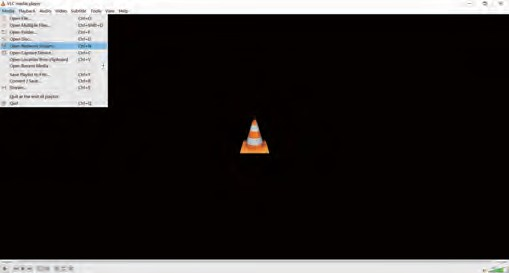 VLC media player
Media Playback Audio Video Subtitle Tools View Help
Open File... Ctrl+O
Open Multiple Files... Ctrl+Shift+O
Open Folder... Ctrl+F
Open Disc... Ctrl+D
Open Network Stream... Ctrl+N
Open Capture Device... Ctrl+C
Open Location from clipboard Ctrl+V
Open Recent Media
Save Playlist to File... Ctrl+Y
Convert / Save... Ctrl+R
Stream... Ctrl+S
Quit at the end of playlist
Quit Ctrl+Q